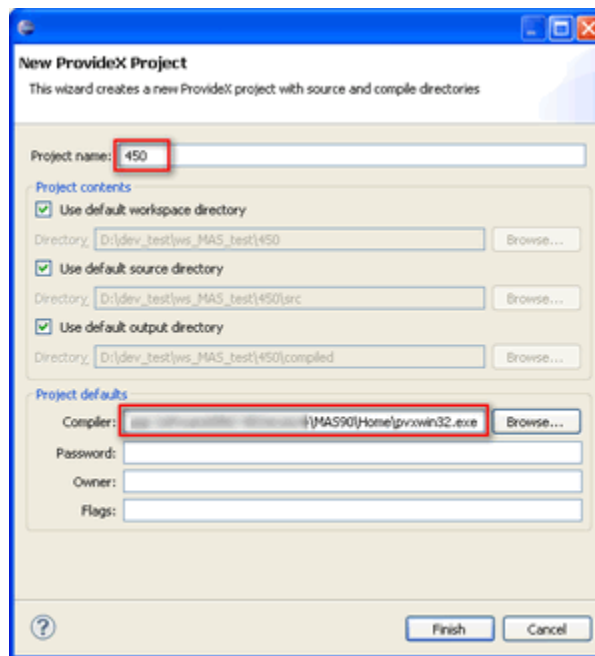 New ProvideX Project
This wizard creates a new ProvideX project with source and compile directories
Project name: 450
Project contents
Use default workspace directory
Directory: D:\dev_test\ws_MAS_test\450 Browse...
Use default source directory
Directory: D:\dev_test\ws_MAS_test\450\src Browse...
Use default output directory
Directory: D:\dev_test\ws_MAS_test\450\compiled Browse...
Project defaults
Compiler: \MAS90\Home\pvxwin32.exe Browse...
Password:
Owner:
Flags:
? Finish Cancel